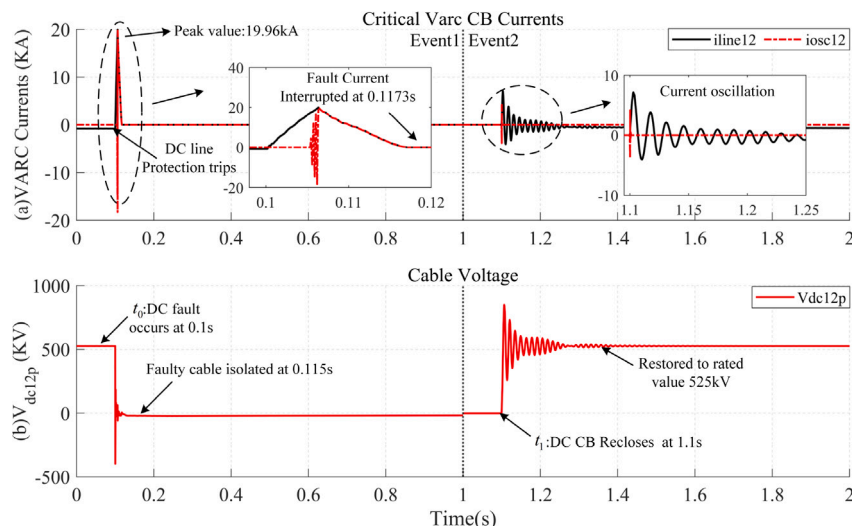 Critical Varc CB Currents
20
10
0
-10
-20
(a)VARC Currents (KA)
Peak value:19.96kA
DC line
Protection trips
Event1
Event2
iline12
iosc12
40
20
0
-20
Fault Current
Interrupted at 0.1173s
0.1
0.11
0.12
10
0
-10
Current oscillation
1.1
1.15
1.2
1.25
0
0.2
0.4
0.6
0.8
1
1.2
1.4
1.6
1.8
2
Cable Voltage
1000
500
0
-500
(b)Vdc12p (KV)
t0:DC fault
occurs at 0.1s
Faulty cable isolated at 0.115s
Vdc12p
Restored to rated
value 525kV
t1:DC CB Recloses at 1.1s
0
0.2
0.4
0.6
0.8
1
1.2
1.4
1.6
1.8
2
Time(s)